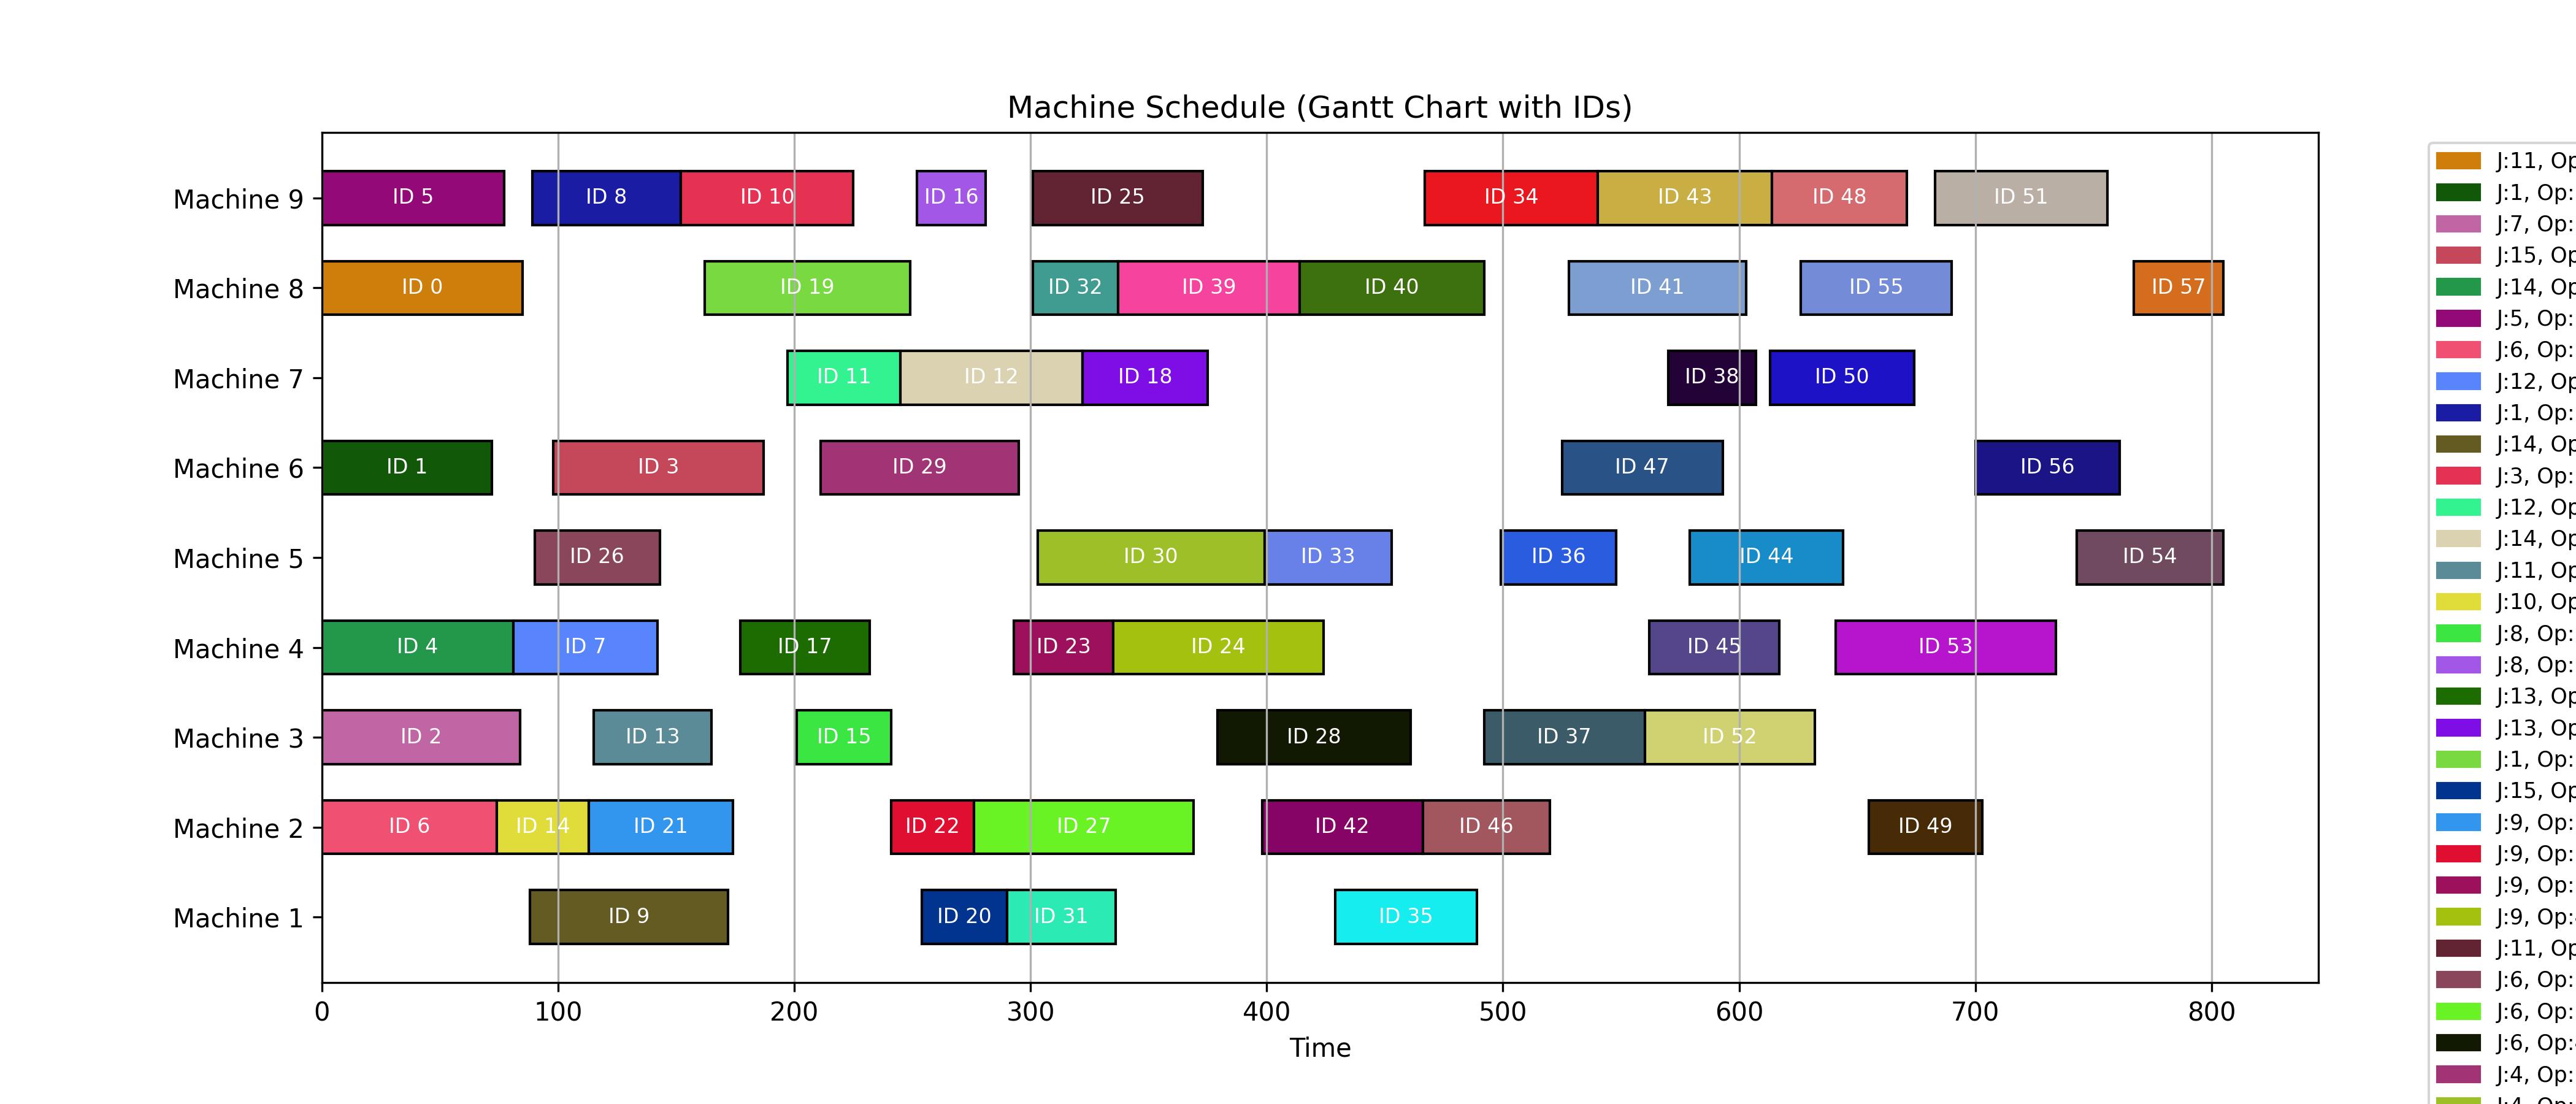 Machine Schedule (Gantt Chart with IDs)
Machine 9 ID 5 ID 8 ID 10 ID 16 ID 25 ID 34 ID 43 ID 48 ID 51
Machine 8 ID 0 ID 19 ID 32 ID 39 ID 40 ID 41 ID 55 ID 57
Machine 7 ID 11 ID 12 ID 18 ID 38 ID 50
Machine 6 ID 1 ID 3 ID 29 ID 47 ID 56
Machine 5 ID 26 ID 30 ID 33 ID 36 ID 44 ID 54
Machine 4 ID 4 ID 7 ID 17 ID 23 ID 24 ID 45 ID 53
Machine 3 ID 2 ID 13 ID 15 ID 28 ID 37 ID 52
Machine 2 ID 6 ID 14 ID 21 ID 22 ID 27 ID 42 ID 46 ID 49
Machine 1 ID 9 ID 20 ID 31 ID 35
0 100 200 300 400 500 600 700 800
Time
J:11, Op
J:1, Op:
J:7, Op:
J:15, Op
J:14, Op
J:5, Op:
J:6, Op:
J:12, Op
J:1, Op:
J:14, Op
J:3, Op:
J:12, Op
J:14, Op
J:11, Op
J:10, Op
J:8, Op:
J:8, Op:
J:13, Op
J:13, Op
J:1, Op:
J:15, Op
J:9, Op:
J:9, Op:
J:9, Op:
J:9, Op:
J:11, Op
J:6, Op:
J:6, Op:
J:6, Op:
J:4, Op: